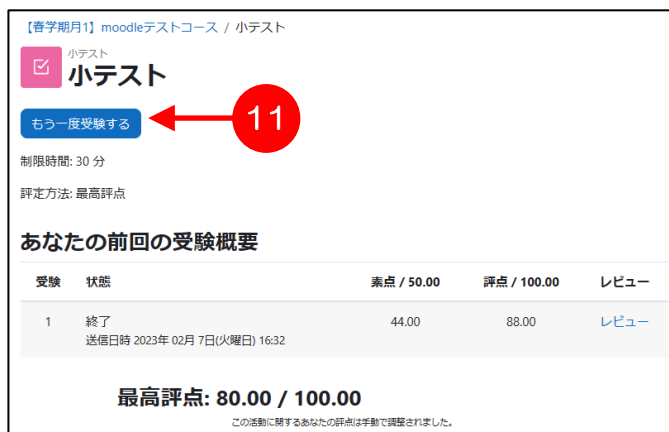 【春学期月1】moodleテストコース / 小テスト
小テスト
小テスト
もう一度受験する
11
制限時間: 30 分
評定方法: 最高評点
あなたの前回の受験概要
受験 状態 素点 / 50.00 評点 / 100.00 レビュー
1 終了 44.00 88.00 レビュー
送信日時 2023年 02月 7日(火曜日) 16:32
最高評点: 80.00 / 100.00
この活動に関するあなたの評点は手動で調整されました。